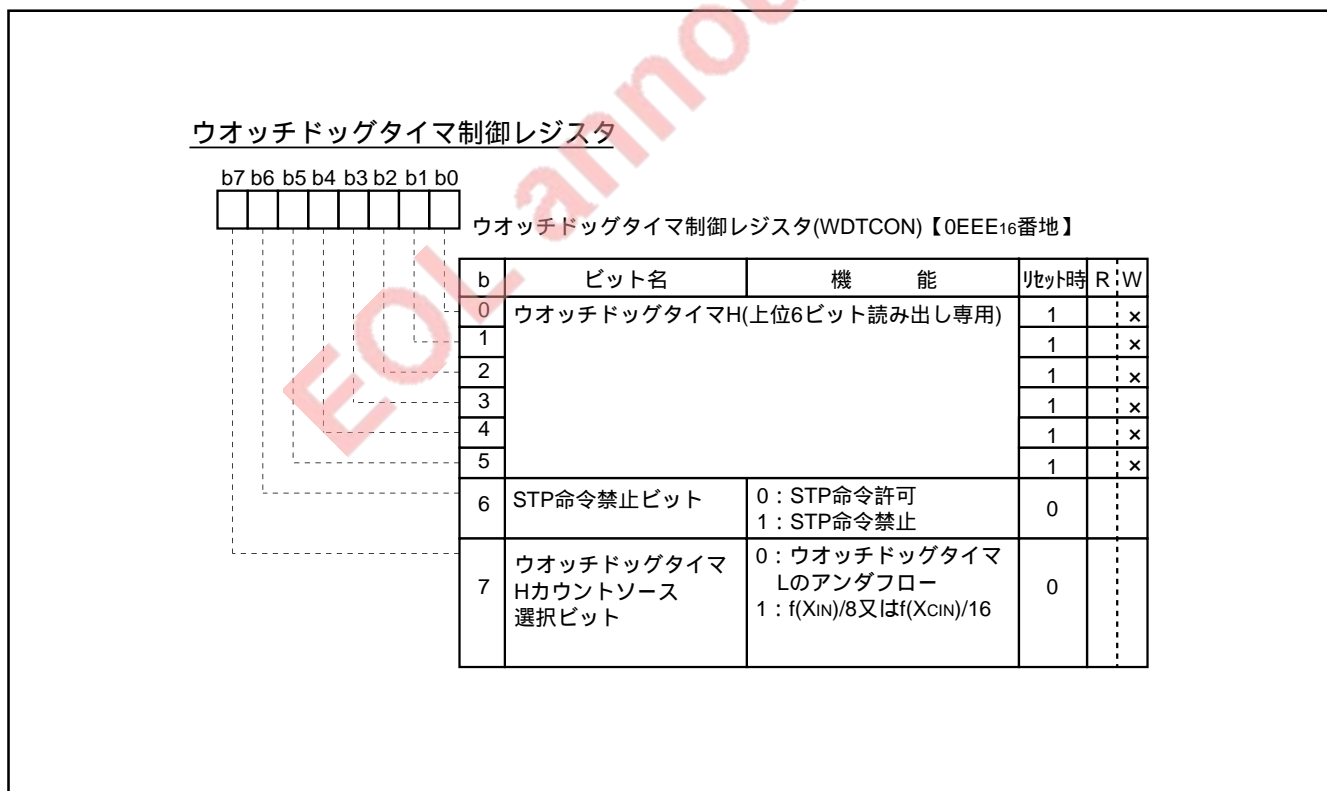 EOL annou
ウオッチドッグタイマ制御レジスタ
b7 b6 b5 b4 b3 b2 b1 b0
ウオッチドッグタイマ制御レジスタ(WDTCON)【0EEE16番地】
b ビット名 機 能 リセット時 R W
0 ウオッチドッグタイマH(上位6ビット読み出し専用) 1 ×
1 1 ×
2 1 ×
3 1 ×
4 1 ×
5 1 ×
6 STP命令禁止ビット 0：STP命令許可 0
1：STP命令禁止
7 ウオッチドッグタイマ 0：ウオッチドッグタイマ 0
Hカウントソース Lのアンダフロー
選択ビット 1：f(XIN)/8又はf(XCIN)/16